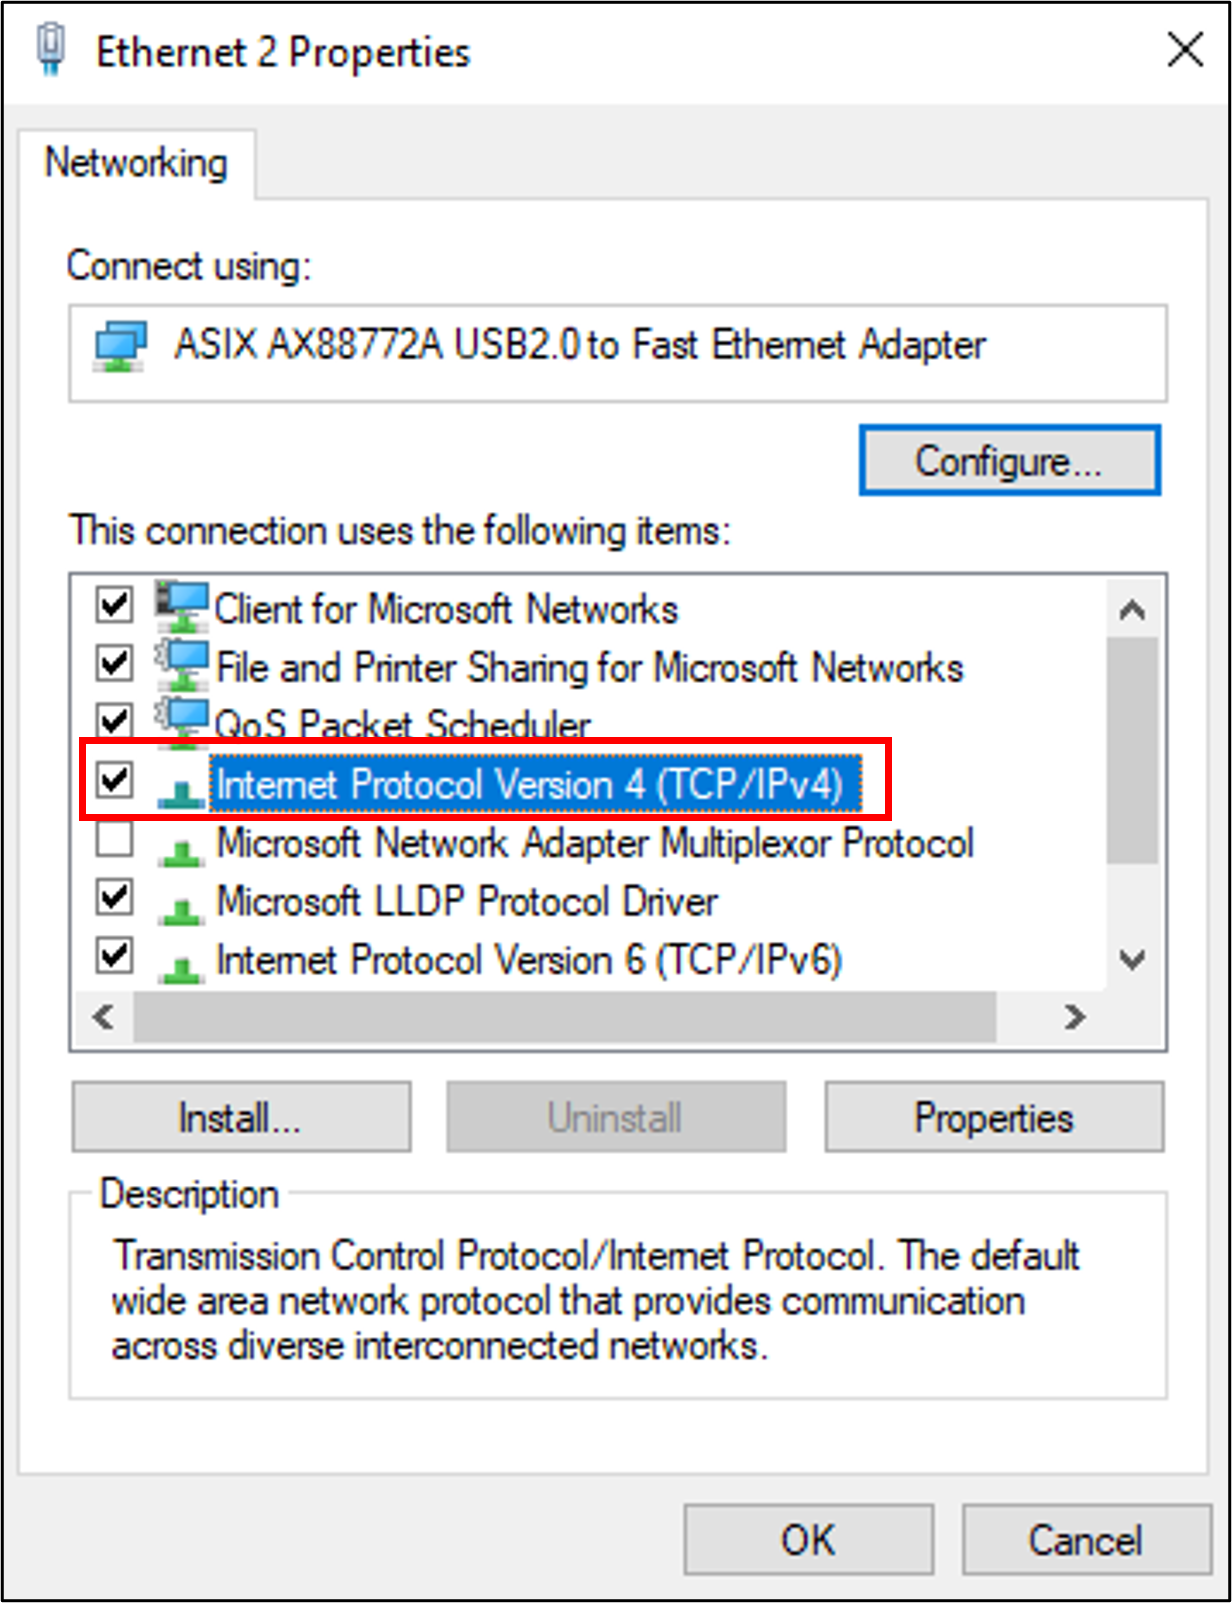 Ethernet 2 Properties
Networking
Connect using:
ASIX AX88772A USB2.0 to Fast Ethernet Adapter
Configure...
This connection uses the following items:
Client for Microsoft Networks
File and Printer Sharing for Microsoft Networks
QoS Packet Scheduler
Internet Protocol Version 4 (TCP/IPv4)
Microsoft Network Adapter Multiplexor Protocol
Microsoft LLDP Protocol Driver
Internet Protocol Version 6 (TCP/IPv6)
Install...
Uninstall
Properties
Description
Transmission Control Protocol/Internet Protocol. The default
wide area network protocol that provides communication
across diverse interconnected networks.
OK
Cancel